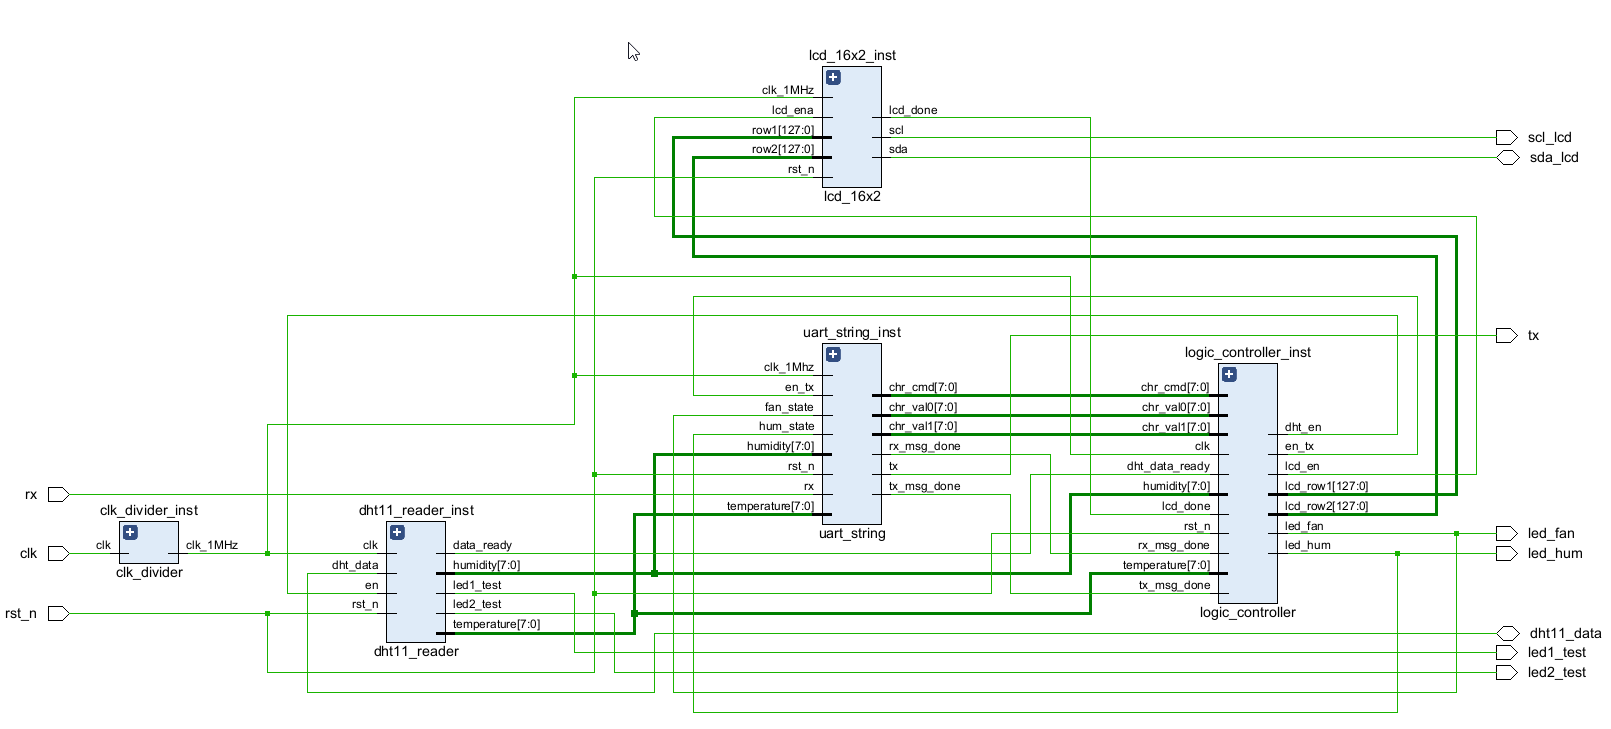 lcd_16x2_inst
clk_1MHz
lcd_ena
row1[127:0]
row2[127:0]
rst_n
lcd_done
scl
sda
lcd_16x2
scl_lcd
sda_lcd
uart_string_inst
clk_1Mhz
en_tx
fan_state
hum_state
humidity[7:0]
rst_n
rx
temperature[7:0]
chr_cmd[7:0]
chr_val0[7:0]
chr_val1[7:0]
rx_msg_done
tx
tx_msg_done
uart_string
tx
logic_controller_inst
chr_cmd[7:0]
chr_val0[7:0]
chr_val1[7:0]
clk
dht_data_ready
humidity[7:0]
lcd_done
rst_n
rx_msg_done
temperature[7:0]
tx_msg_done
dht_en
en_tx
lcd_en
lcd_row1[127:0]
lcd_row2[127:0]
led_fan
led_hum
logic_controller
rx
clk
rst_n
clk_divider_inst
clk
clk_1MHz
clk_divider
dht11_reader_inst
clk
dht_data
en
rst_n
data_ready
humidity[7:0]
led1_test
led2_test
temperature[7:0]
dht11_reader
led_fan
led_hum
dht11_data
led1_test
led2_test